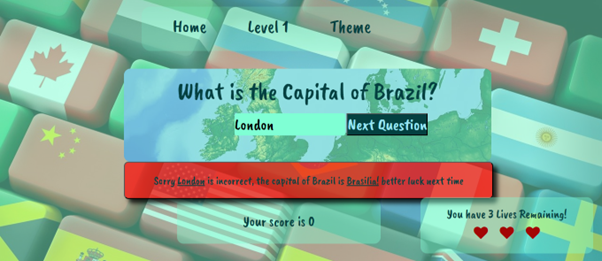 Home Level 1 Theme
What is the Capital of Brazil?
London Next Question
Sorry London is incorrect, the capital of Brazil is Brasilia! better luck next time
Your score is 0
You have 3 Lives Remaining!